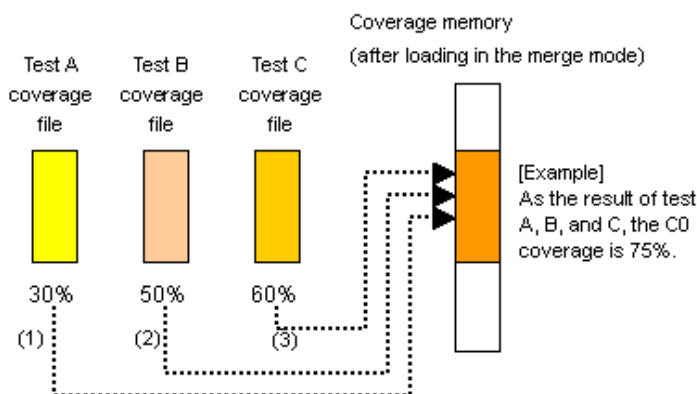 Coverage memory
(after loading in the merge mode)
Test A
coverage
file
Test B
coverage
file
Test C
coverage
file
[Example]
As the result of test
A, B, and C, the C0
coverage is 75%.
30%
50%
60%
(1)
(2)
(3)